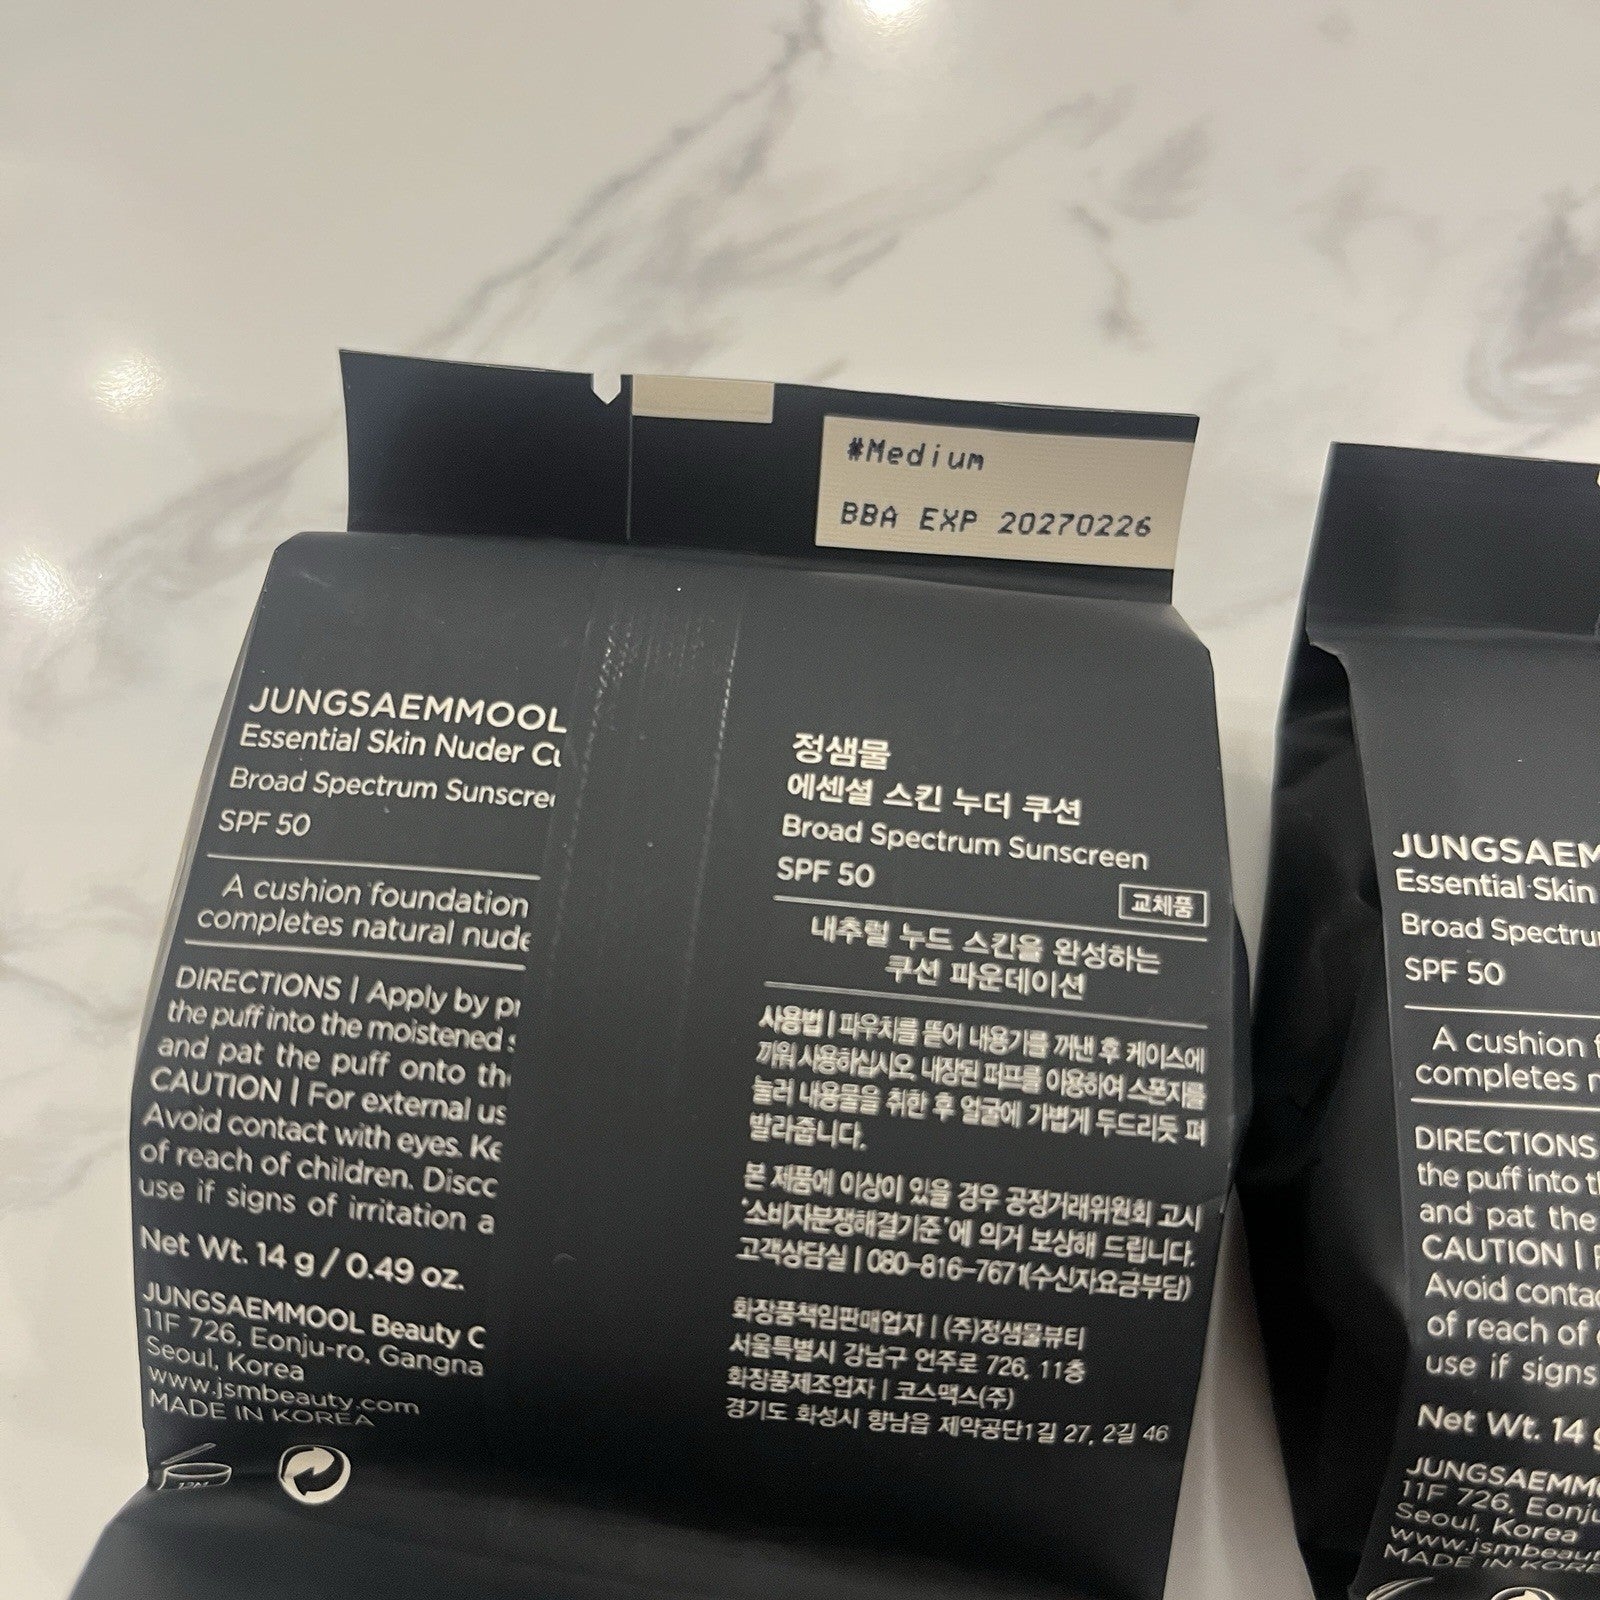 #Medium
BBA EXP 20270226
JUNGSAEMMOOL
Essential Skin Nuder Cu
Broad Spectrum Sunscree
SPF 50
A cushion foundation
completes natural nude
DIRECTIONS | Apply by pr
the puff into the moistened s
and pat the puff onto th
CAUTION | For external us
Avoid contact with eyes. Ke
of reach of children. Discc
use if signs of irritation a
Net Wt. 14 g / 0.49 oz.
JUNGSAEMMOOL Beauty C
11F 726, Eonju-ro, Gangna
Seoul, Korea
www.jsmbeauty.com
MADE IN KOREA
12M
정샘물
에센셜 스킨 누더 쿠션
Broad Spectrum Sunscreen
SPF 50
교체품
내추럴 누드 스킨을 완성하는
쿠션 파운데이션
사용법 | 파우치를 뜯어 내용기를 꺼낸 후 케이스에
끼워 사용하십시오. 내장된 퍼프를 이용하여 스폰지를
눌러 내용물을 취한 후 얼굴에 가볍게 두드리듯 펴
발라줍니다.
본 제품에 이상이 있을 경우 공정거래위원회 고시
'소비자분쟁해결기준'에 의거 보상해 드립니다.
고객상담실 | 080-816-7671(수신자요금부담)
화장품책임판매업자 | (주)정샘물뷰티
서울특별시 강남구 언주로 726, 11층
화장품제조업자 | 코스맥스(주)
경기도 화성시 향남읍 제약공단1길 27, 2길 46
JUNGSAEM
Essential Skin
Broad Spectru
SPF 50
A cushion f
completes n
DIRECTIONS
the puff into t
and pat the
CAUTION | F
Avoid conta
of reach of
use if signs
Net Wt. 14 g
JUNGSAEMM
11F 726, Eonju
Seoul, Korea
www.jsmbeaut
MADE IN KORE